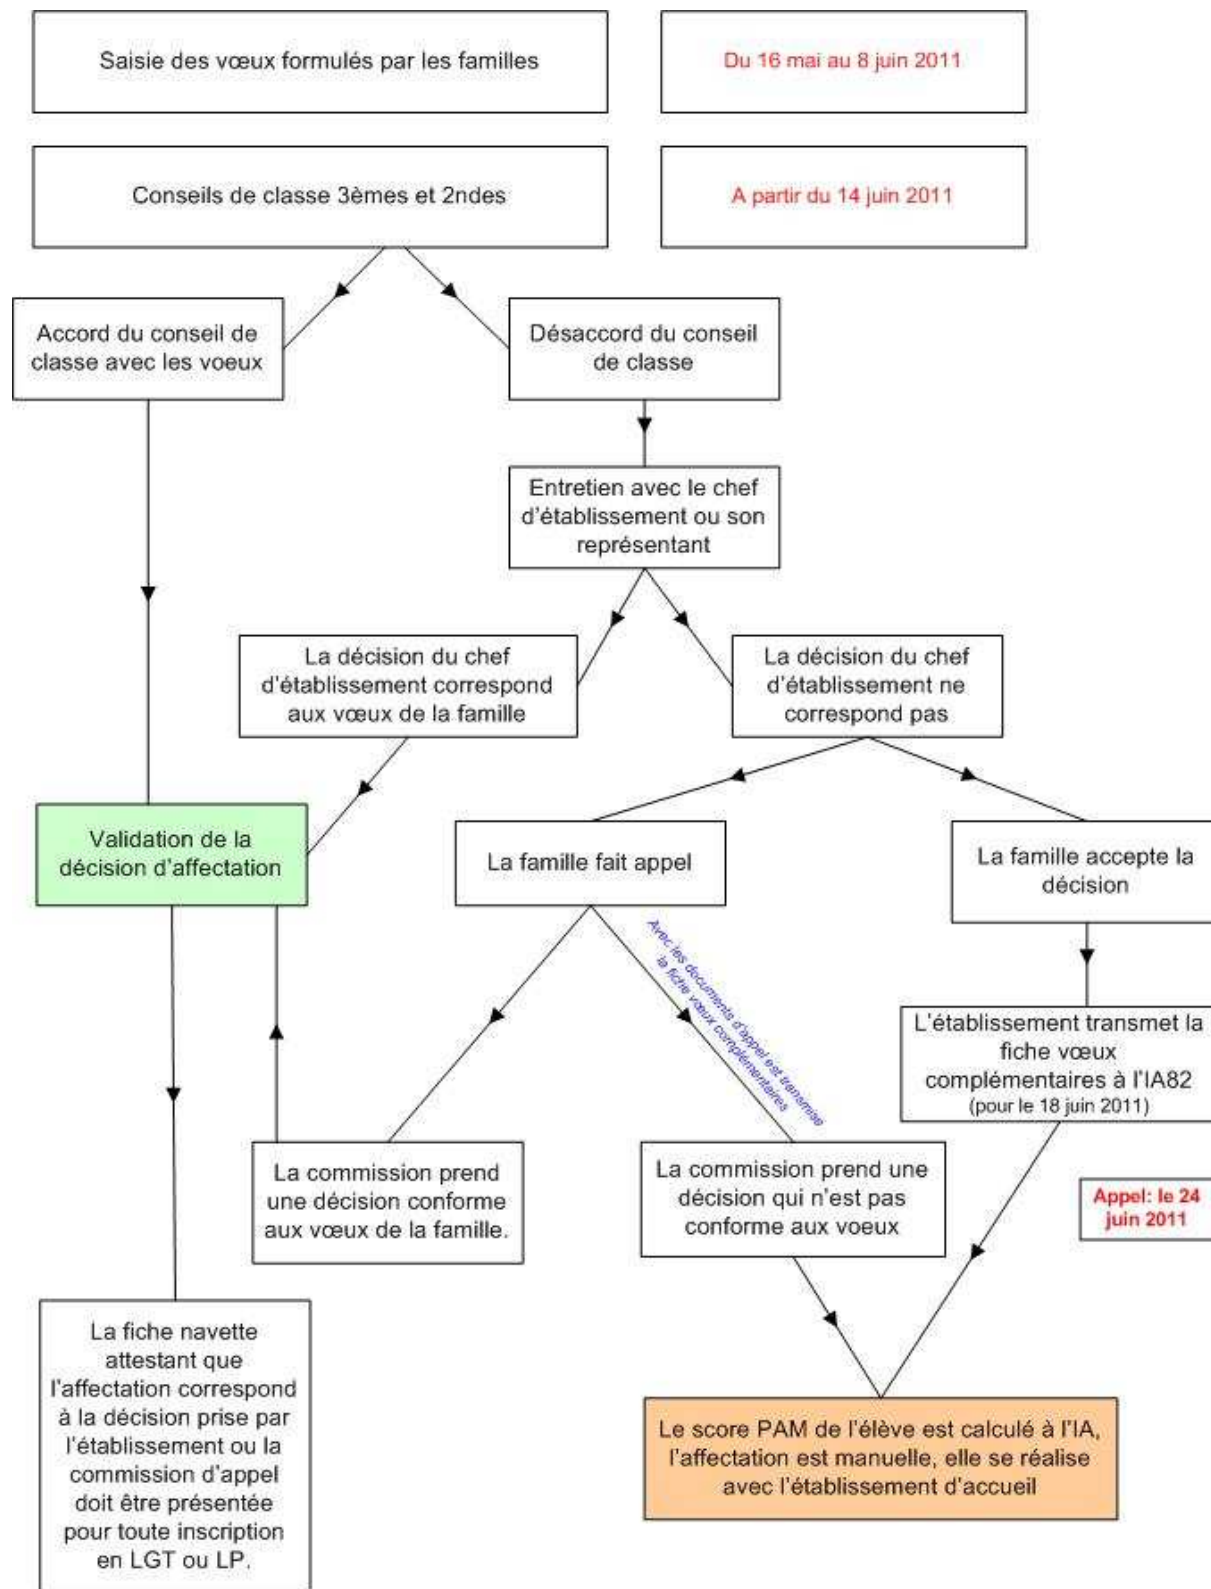 Saisie des vœux formulés par les familles
Du 16 mai au 8 juin 2011
Conseils de classe 3èmes et 2ndes
A partir du 14 juin 2011
Accord du conseil de
classe avec les voeux
Désaccord du conseil
de classe
Entretien avec le chef
d'établissement ou son
représentant
La décision du chef
d'établissement correspond
aux vœux de la famille
La décision du chef
d'établissement ne
correspond pas
Validation de la
décision d'affectation
La famille fait appel
La famille accepte la
décision
Avec les documents d'appel est transmise
la fiche vœux complémentaires
L'établissement transmet la
fiche vœux
complémentaires à l'IA82
(pour le 18 juin 2011)
La commission prend
une décision conforme
aux vœux de la famille.
La commission prend une
décision qui n'est pas
conforme aux voeux
Appel: le 24
juin 2011
La fiche navette
attestant que
l'affectation correspond
à la décision prise par
l'établissement ou la
commission d'appel
doit être présentée
pour toute inscription
en LGT ou LP.
Le score PAM de l'élève est calculé à l'IA,
l'affectation est manuelle, elle se réalise
avec l'établissement d'accueil